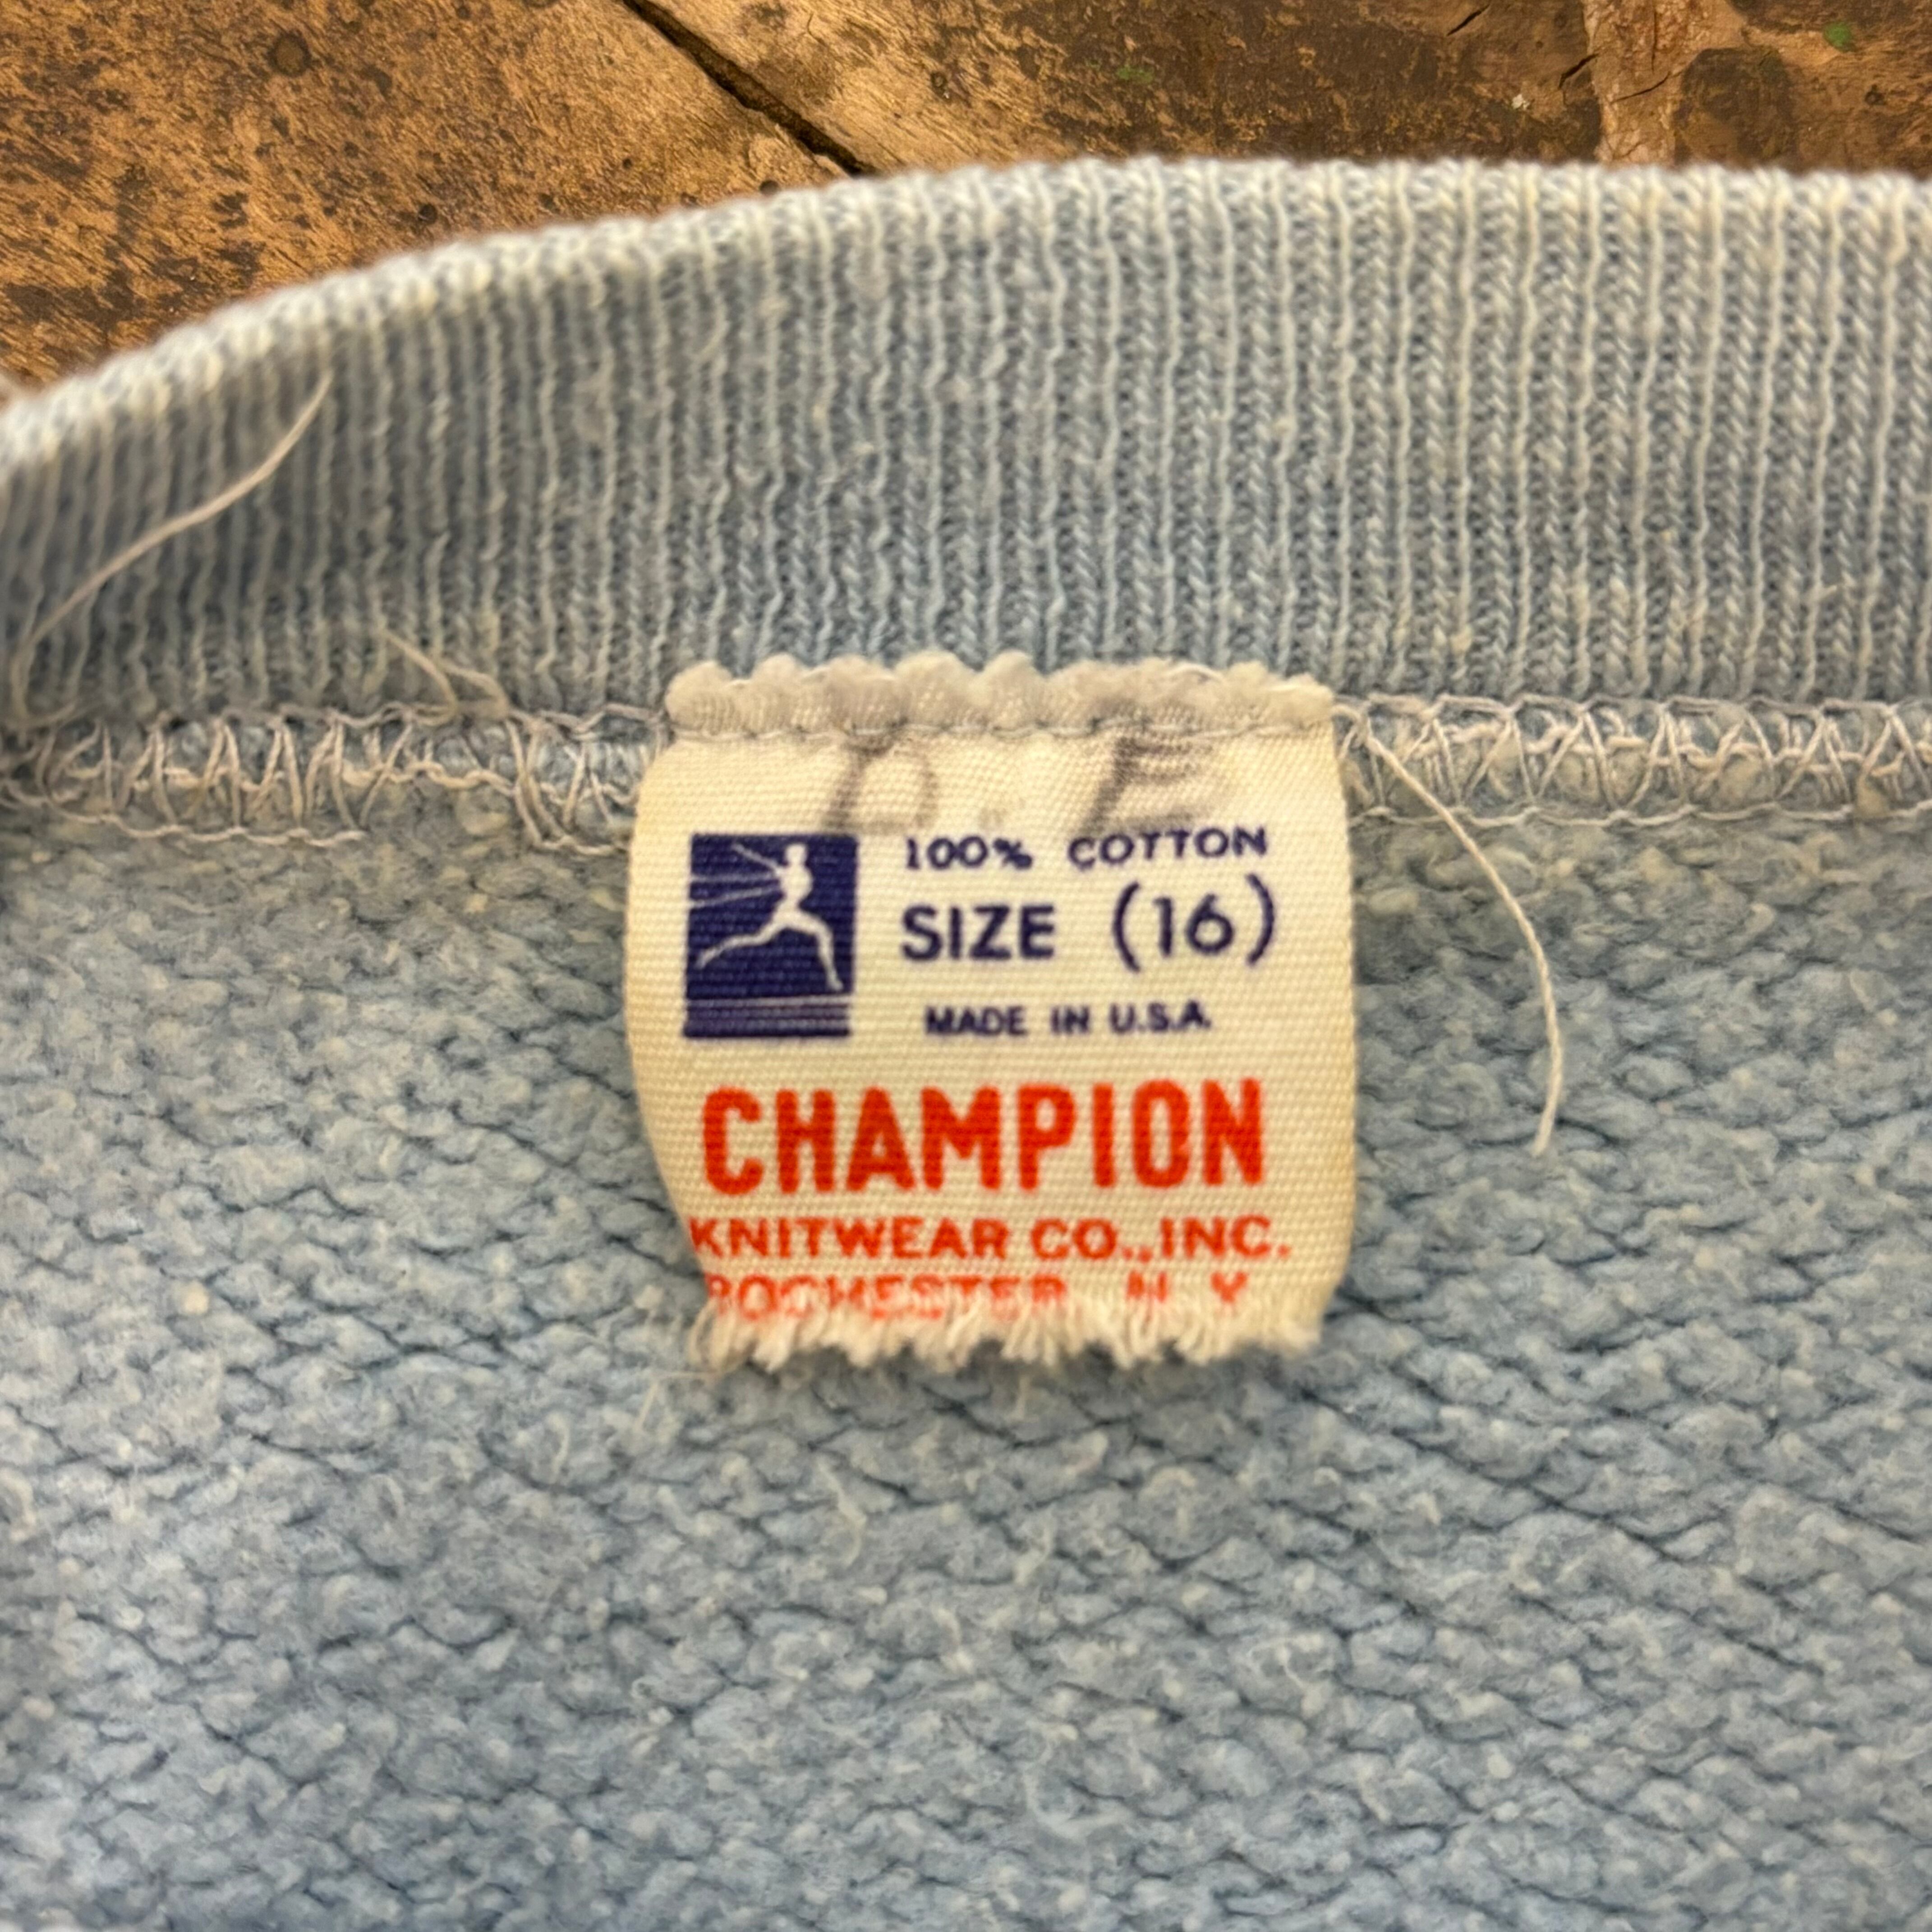 D. E
100% COTTON
SIZE (16)
MADE IN U.S.A.
CHAMPION
KNITWEAR CO., INC.
ROCHESTER, N. Y.